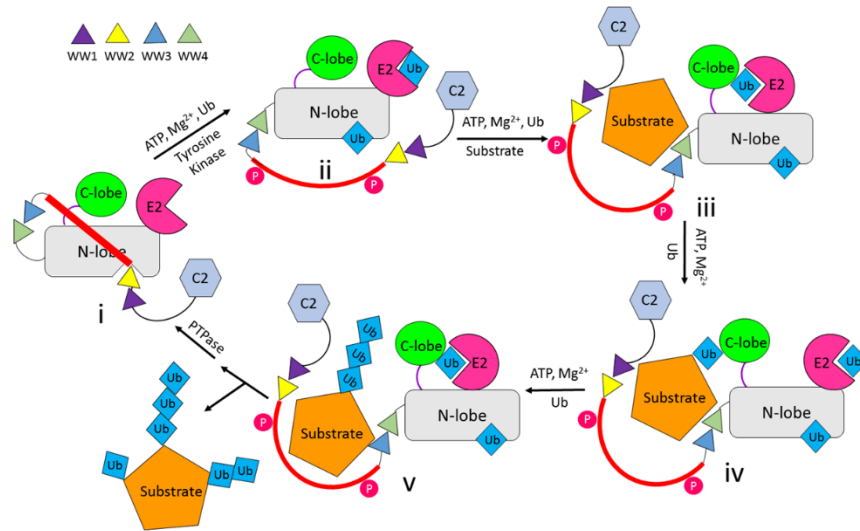 WW1 WW2 WW3 WW4
C-lobe
E2
Ub
C2
N-lobe
Ub
P
P
ii
ATP, Mg²⁺, Ub
Tyrosine
Kinase
ATP, Mg²⁺, Ub
Substrate
C2
C-lobe
Ub
E2
Substrate
N-lobe
Ub
P
P
iii
C-lobe
E2
N-lobe
C2
i
ATP, Mg²⁺
Ub
C2
Ub
C-lobe
E2
Ub
Substrate
N-lobe
Ub
P
P
iv
ATP, Mg²⁺
Ub
C2
Ub
Ub
Ub
C-lobe
Ub
E2
Substrate
N-lobe
Ub
P
P
v
PTPase
Ub
Ub
Ub
Ub
Ub Ub
Substrate